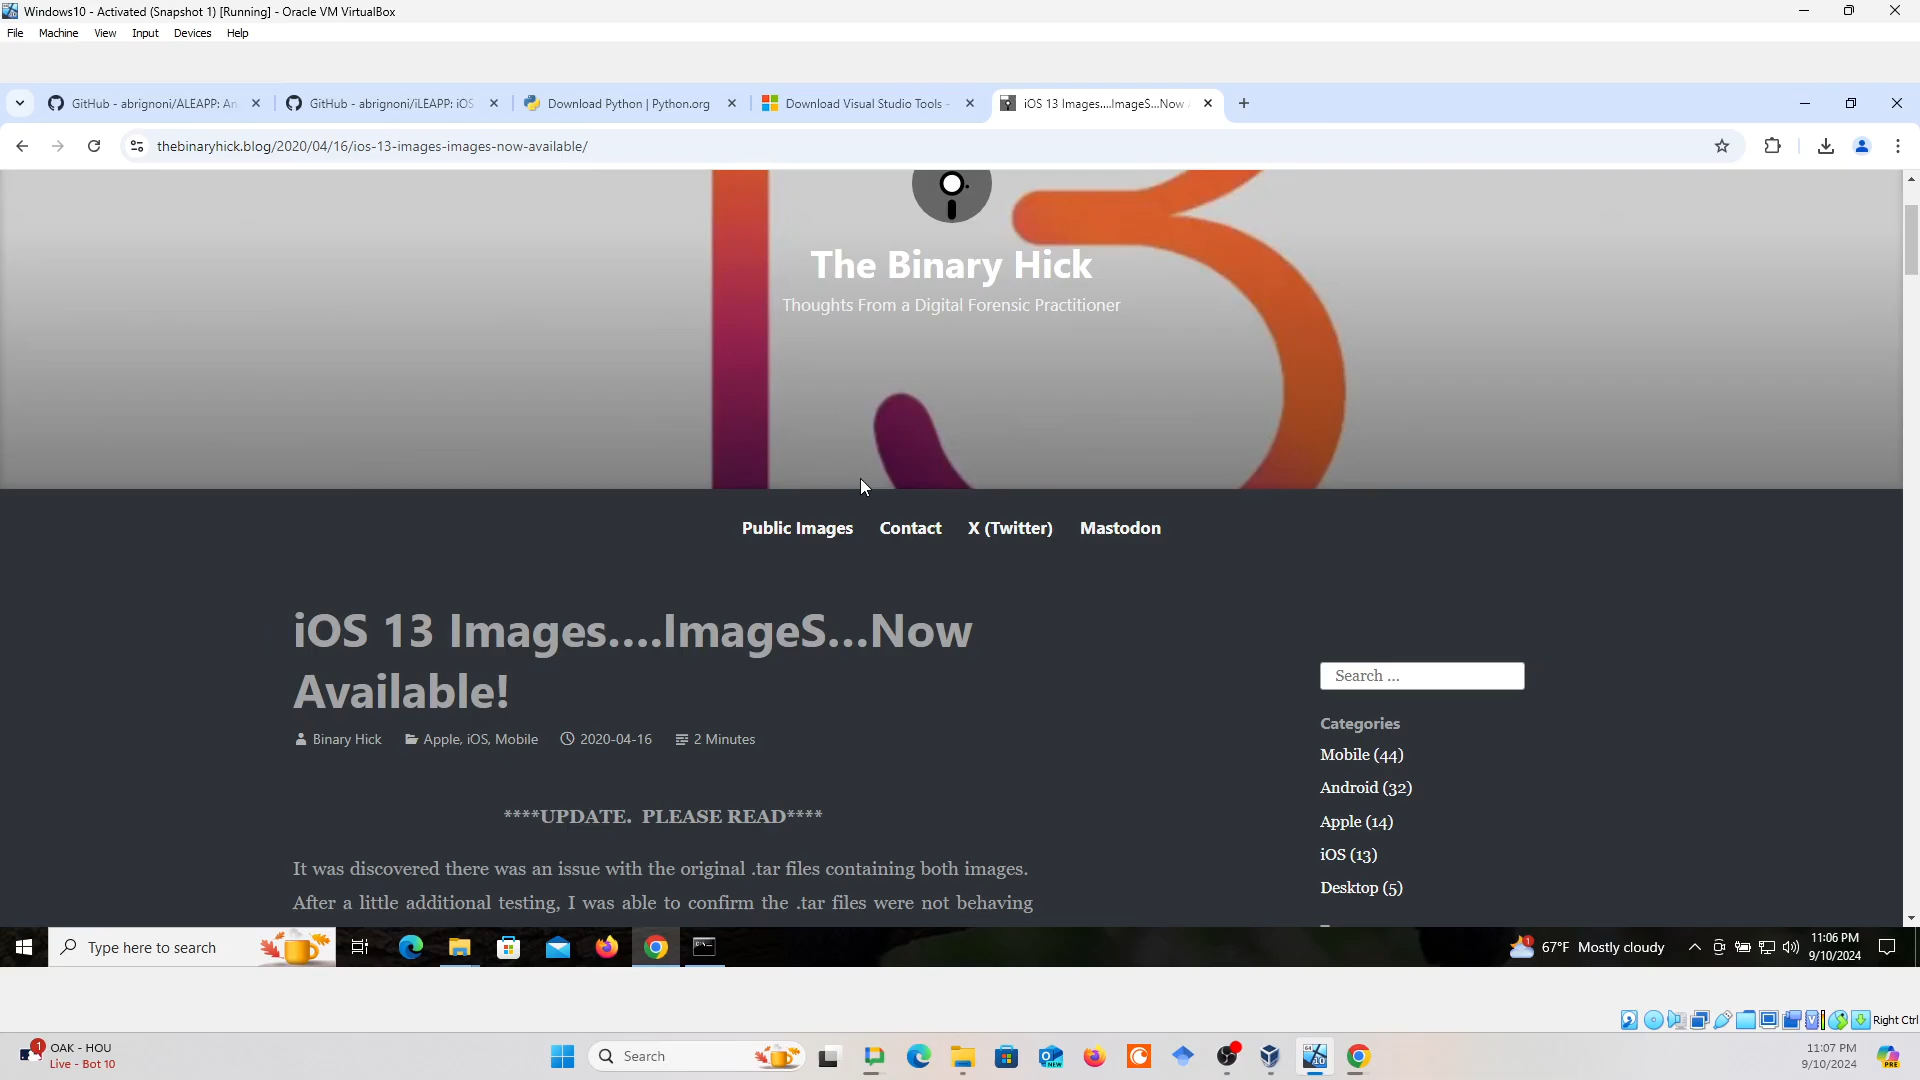 Windows10 - Activated (Snapshot 1) [Running] - Oracle VM VirtualBox
File Machine View Input Devices Help
GitHub - abrignoni/ALEAPP: An
GitHub - abrignoni/iLEAPP: iOS
Download Python | Python.org
Download Visual Studio Tools -
iOS 13 Images....ImageS...Now
thebinaryhick.blog/2020/04/16/ios-13-images-images-now-available/
The Binary Hick
Thoughts From a Digital Forensic Practitioner
Public Images Contact X (Twitter) Mastodon
iOS 13 Images....ImageS...Now
Available!
Binary Hick Apple, iOS, Mobile 2020-04-16 2 Minutes
****UPDATE. PLEASE READ****
It was discovered there was an issue with the original .tar files containing both images.
After a little additional testing, I was able to confirm the .tar files were not behaving
Search ...
Categories
Mobile (44)
Android (32)
Apple (14)
iOS (13)
Desktop (5)
Type here to search
1
67°F Mostly cloudy
11:06 PM
9/10/2024
Right Ctrl
1
OAK - HOU
Live - Bot 10
Search
11:07 PM
9/10/2024